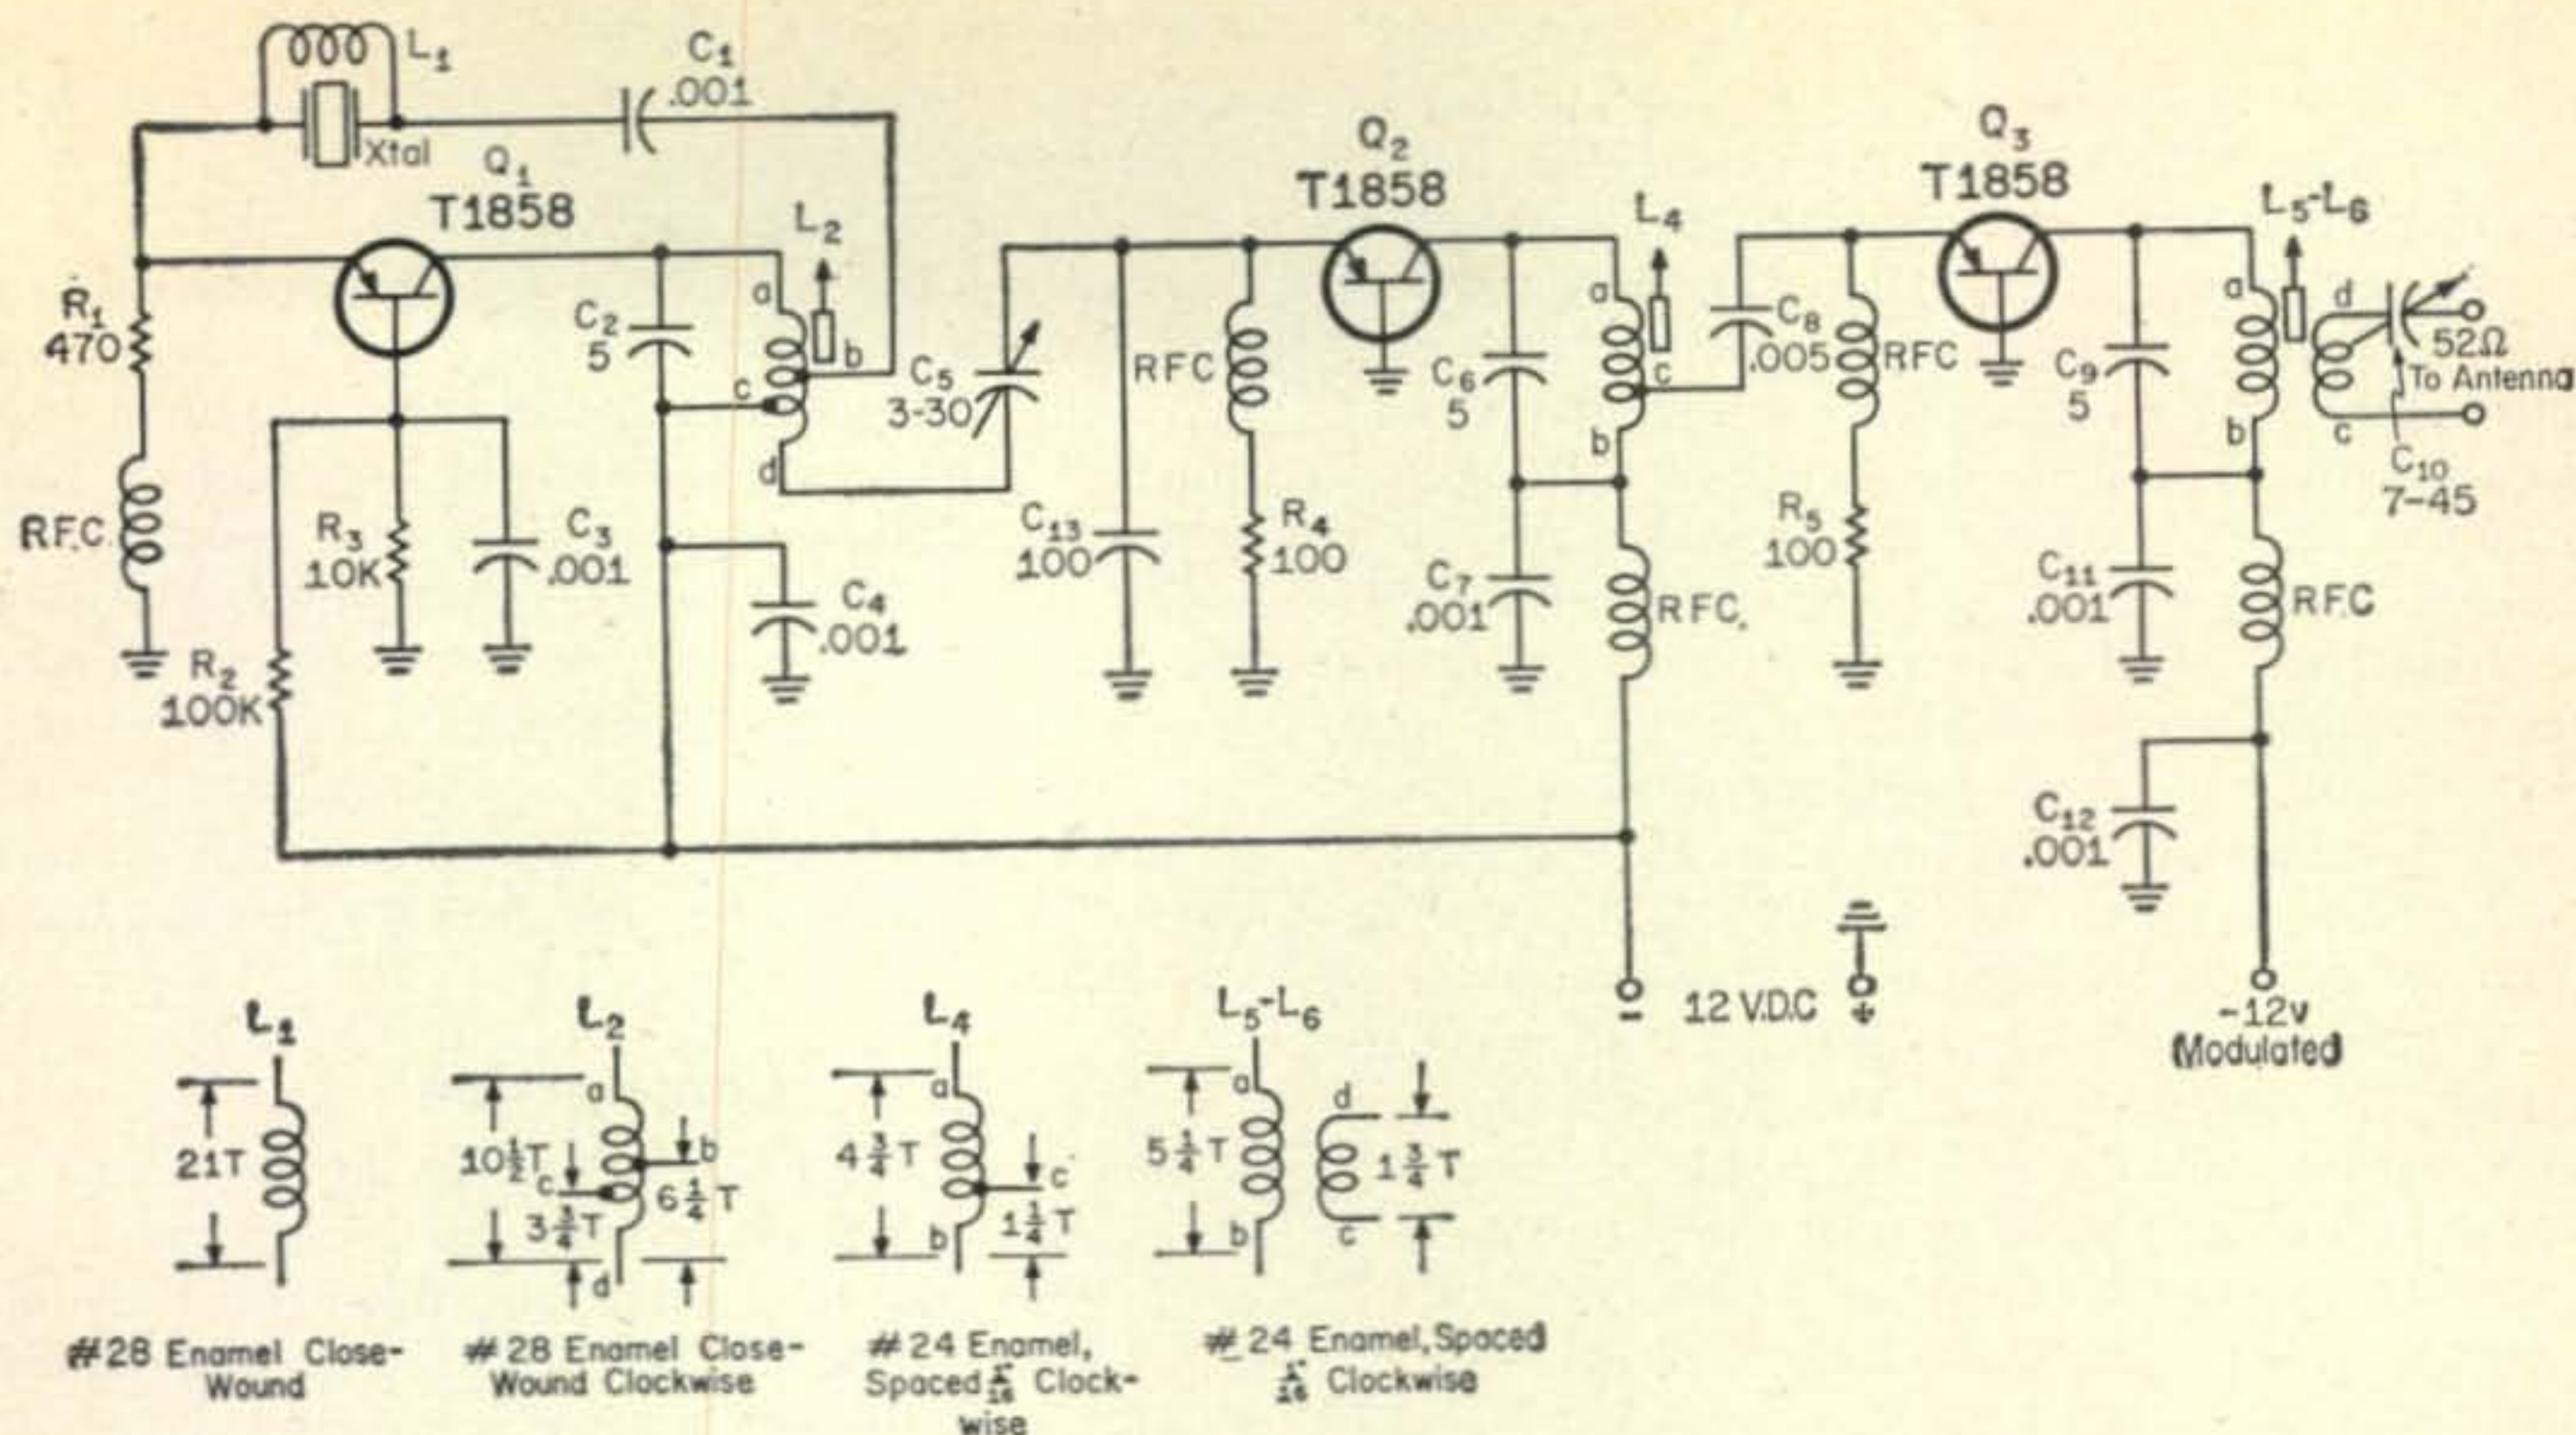 L1
C1
.001
Xtal
Q1
T1858
L2
R1
470
C2
5
a
b
c
d
RFC
R3
10K
C3
.001
R2
100K
C4
.001
C5
3-30
Q2
T1858
RFC
C13
100
R4
100
C6
5
C7
.001
L4
a
c
b
RFC.
C8
.005
RFC
R5
100
Q3
T1858
L5-L6
a
b
d
c
C9
5
52Ω
To Antenna
C10
7-45
C11
.001
RFC
C12
.001
- 12 V.D.C +
-12v
(Modulated)
L1
21T
#28 Enamel Close-
Wound
L2
a
10½T
b
c
6¼T
3¾T
d
#28 Enamel Close-
Wound Clockwise
L4
a
4¾T
c
1¼T
b
#24 Enamel,
Spaced 1/16 Clock-
wise
L5-L6
a
d
5¼T
1¾T
b
c
#24 Enamel, Spaced
1/16 Clockwise